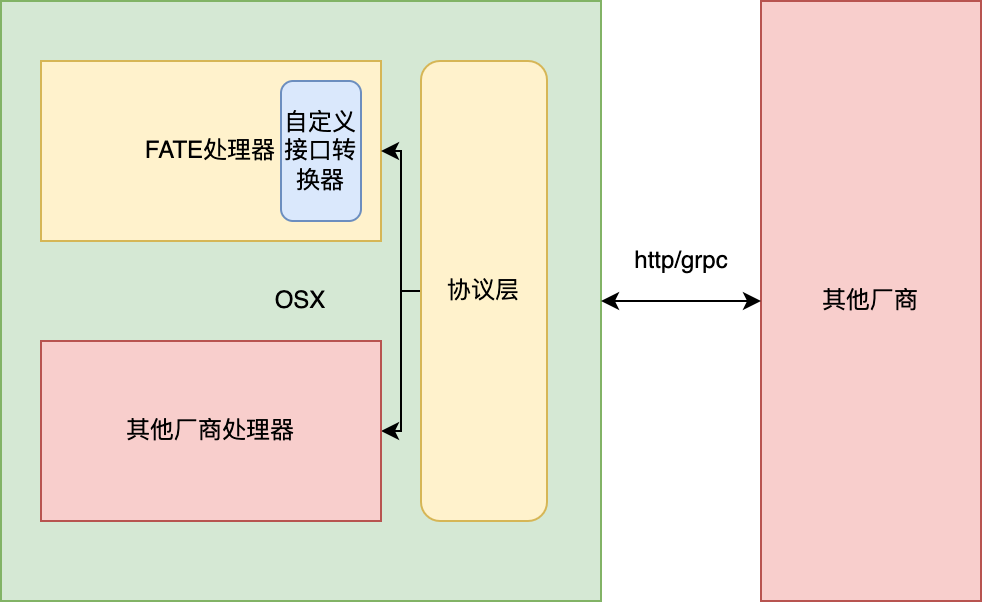 FATE处理器
自定义
接口转
换器
OSX
协议层
http/grpc
其他厂商
其他厂商处理器